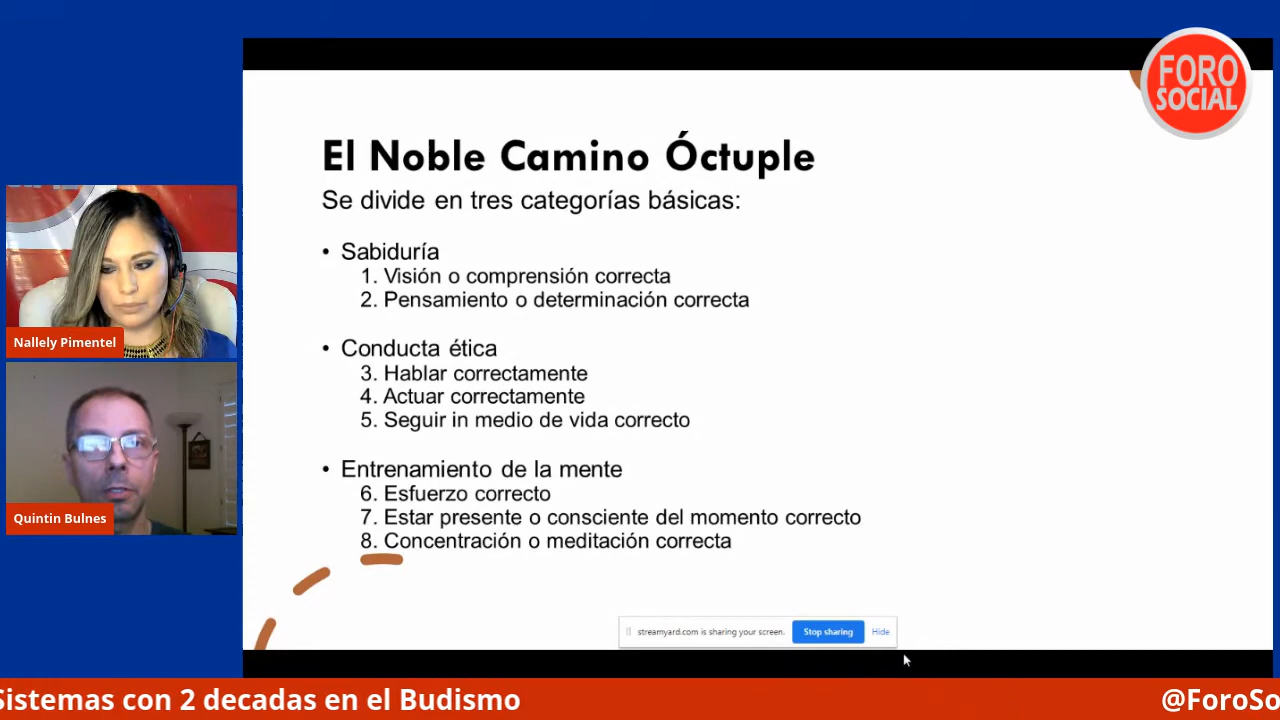 FORO
SOCIAL
El Noble Camino Óctuple
Se divide en tres categorías básicas:
• Sabiduría
1. Visión o comprensión correcta
2. Pensamiento o determinación correcta
• Conducta ética
3. Hablar correctamente
4. Actuar correctamente
5. Seguir in medio de vida correcto
• Entrenamiento de la mente
6. Esfuerzo correcto
7. Estar presente o consciente del momento correcto
8. Concentración o meditación correcta
Nallely Pimentel
Quintin Bulnes
streamyard.com is sharing your screen. Stop sharing Hide
Sistemas con 2 decadas en el Budismo @ForoSo